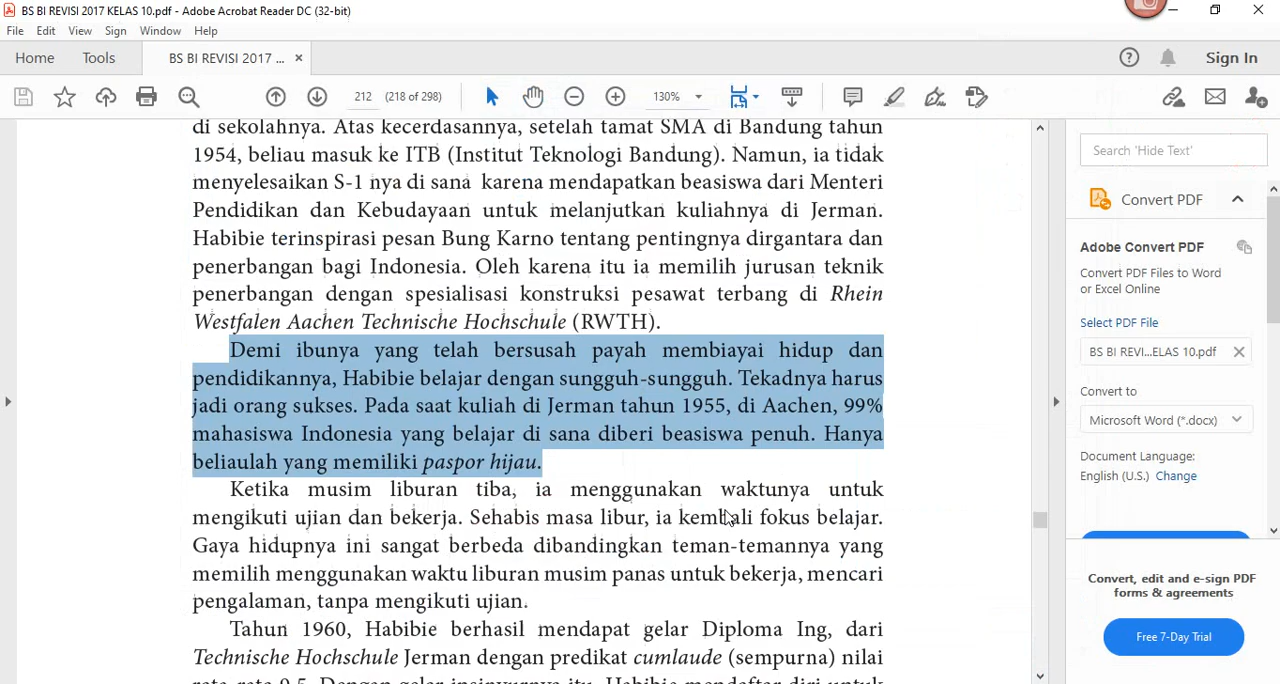 BS BI REVISI 2017 KELAS 10.pdf - Adobe Acrobat Reader DC (32-bit)
File Edit View Sign Window Help
Home Tools BS BI REVISI 2017 ... × Sign In
212 (218 of 298) 130%
di sekolahnya. Atas kecerdasannya, setelah tamat SMA di Bandung tahun
1954, beliau masuk ke ITB (Institut Teknologi Bandung). Namun, ia tidak
menyelesaikan S-1 nya di sana karena mendapatkan beasiswa dari Menteri
Pendidikan dan Kebudayaan untuk melanjutkan kuliahnya di Jerman.
Habibie terinspirasi pesan Bung Karno tentang pentingnya dirgantara dan
penerbangan bagi Indonesia. Oleh karena itu ia memilih jurusan teknik
penerbangan dengan spesialisasi konstruksi pesawat terbang di Rhein
Westfalen Aachen Technische Hochschule (RWTH).
Demi ibunya yang telah bersusah payah membiayai hidup dan
pendidikannya, Habibie belajar dengan sungguh-sungguh. Tekadnya harus
jadi orang sukses. Pada saat kuliah di Jerman tahun 1955, di Aachen, 99%
mahasiswa Indonesia yang belajar di sana diberi beasiswa penuh. Hanya
beliaulah yang memiliki paspor hijau.
Ketika musim liburan tiba, ia menggunakan waktunya untuk
mengikuti ujian dan bekerja. Sehabis masa libur, ia kembali fokus belajar.
Gaya hidupnya ini sangat berbeda dibandingkan teman-temannya yang
memilih menggunakan waktu liburan musim panas untuk bekerja, mencari
pengalaman, tanpa mengikuti ujian.
Tahun 1960, Habibie berhasil mendapat gelar Diploma Ing, dari
Technische Hochschule Jerman dengan predikat cumlaude (sempurna) nilai
rata-rata 9,5. Dengan gelar insinyurnya itu, Habibie mendaftar diri untuk
Search 'Hide Text'
Convert PDF
Adobe Convert PDF
Convert PDF Files to Word
or Excel Online
Select PDF File
BS BI REVI...ELAS 10.pdf
Convert to
Microsoft Word (*.docx)
Document Language:
English (U.S.) Change
Convert, edit and e-sign PDF
forms & agreements
Free 7-Day Trial